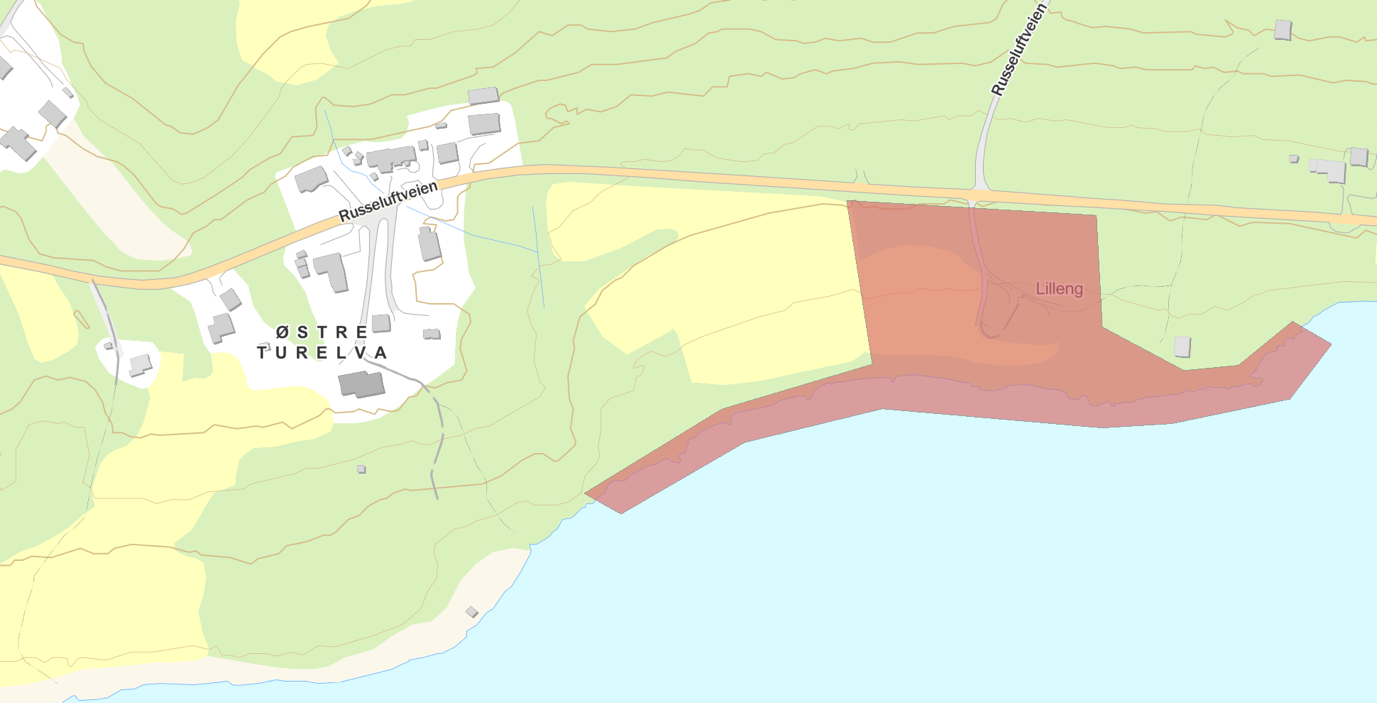 Russeluftveien
Russeluftveien
Lilleng
ØSTRE
TURELVA